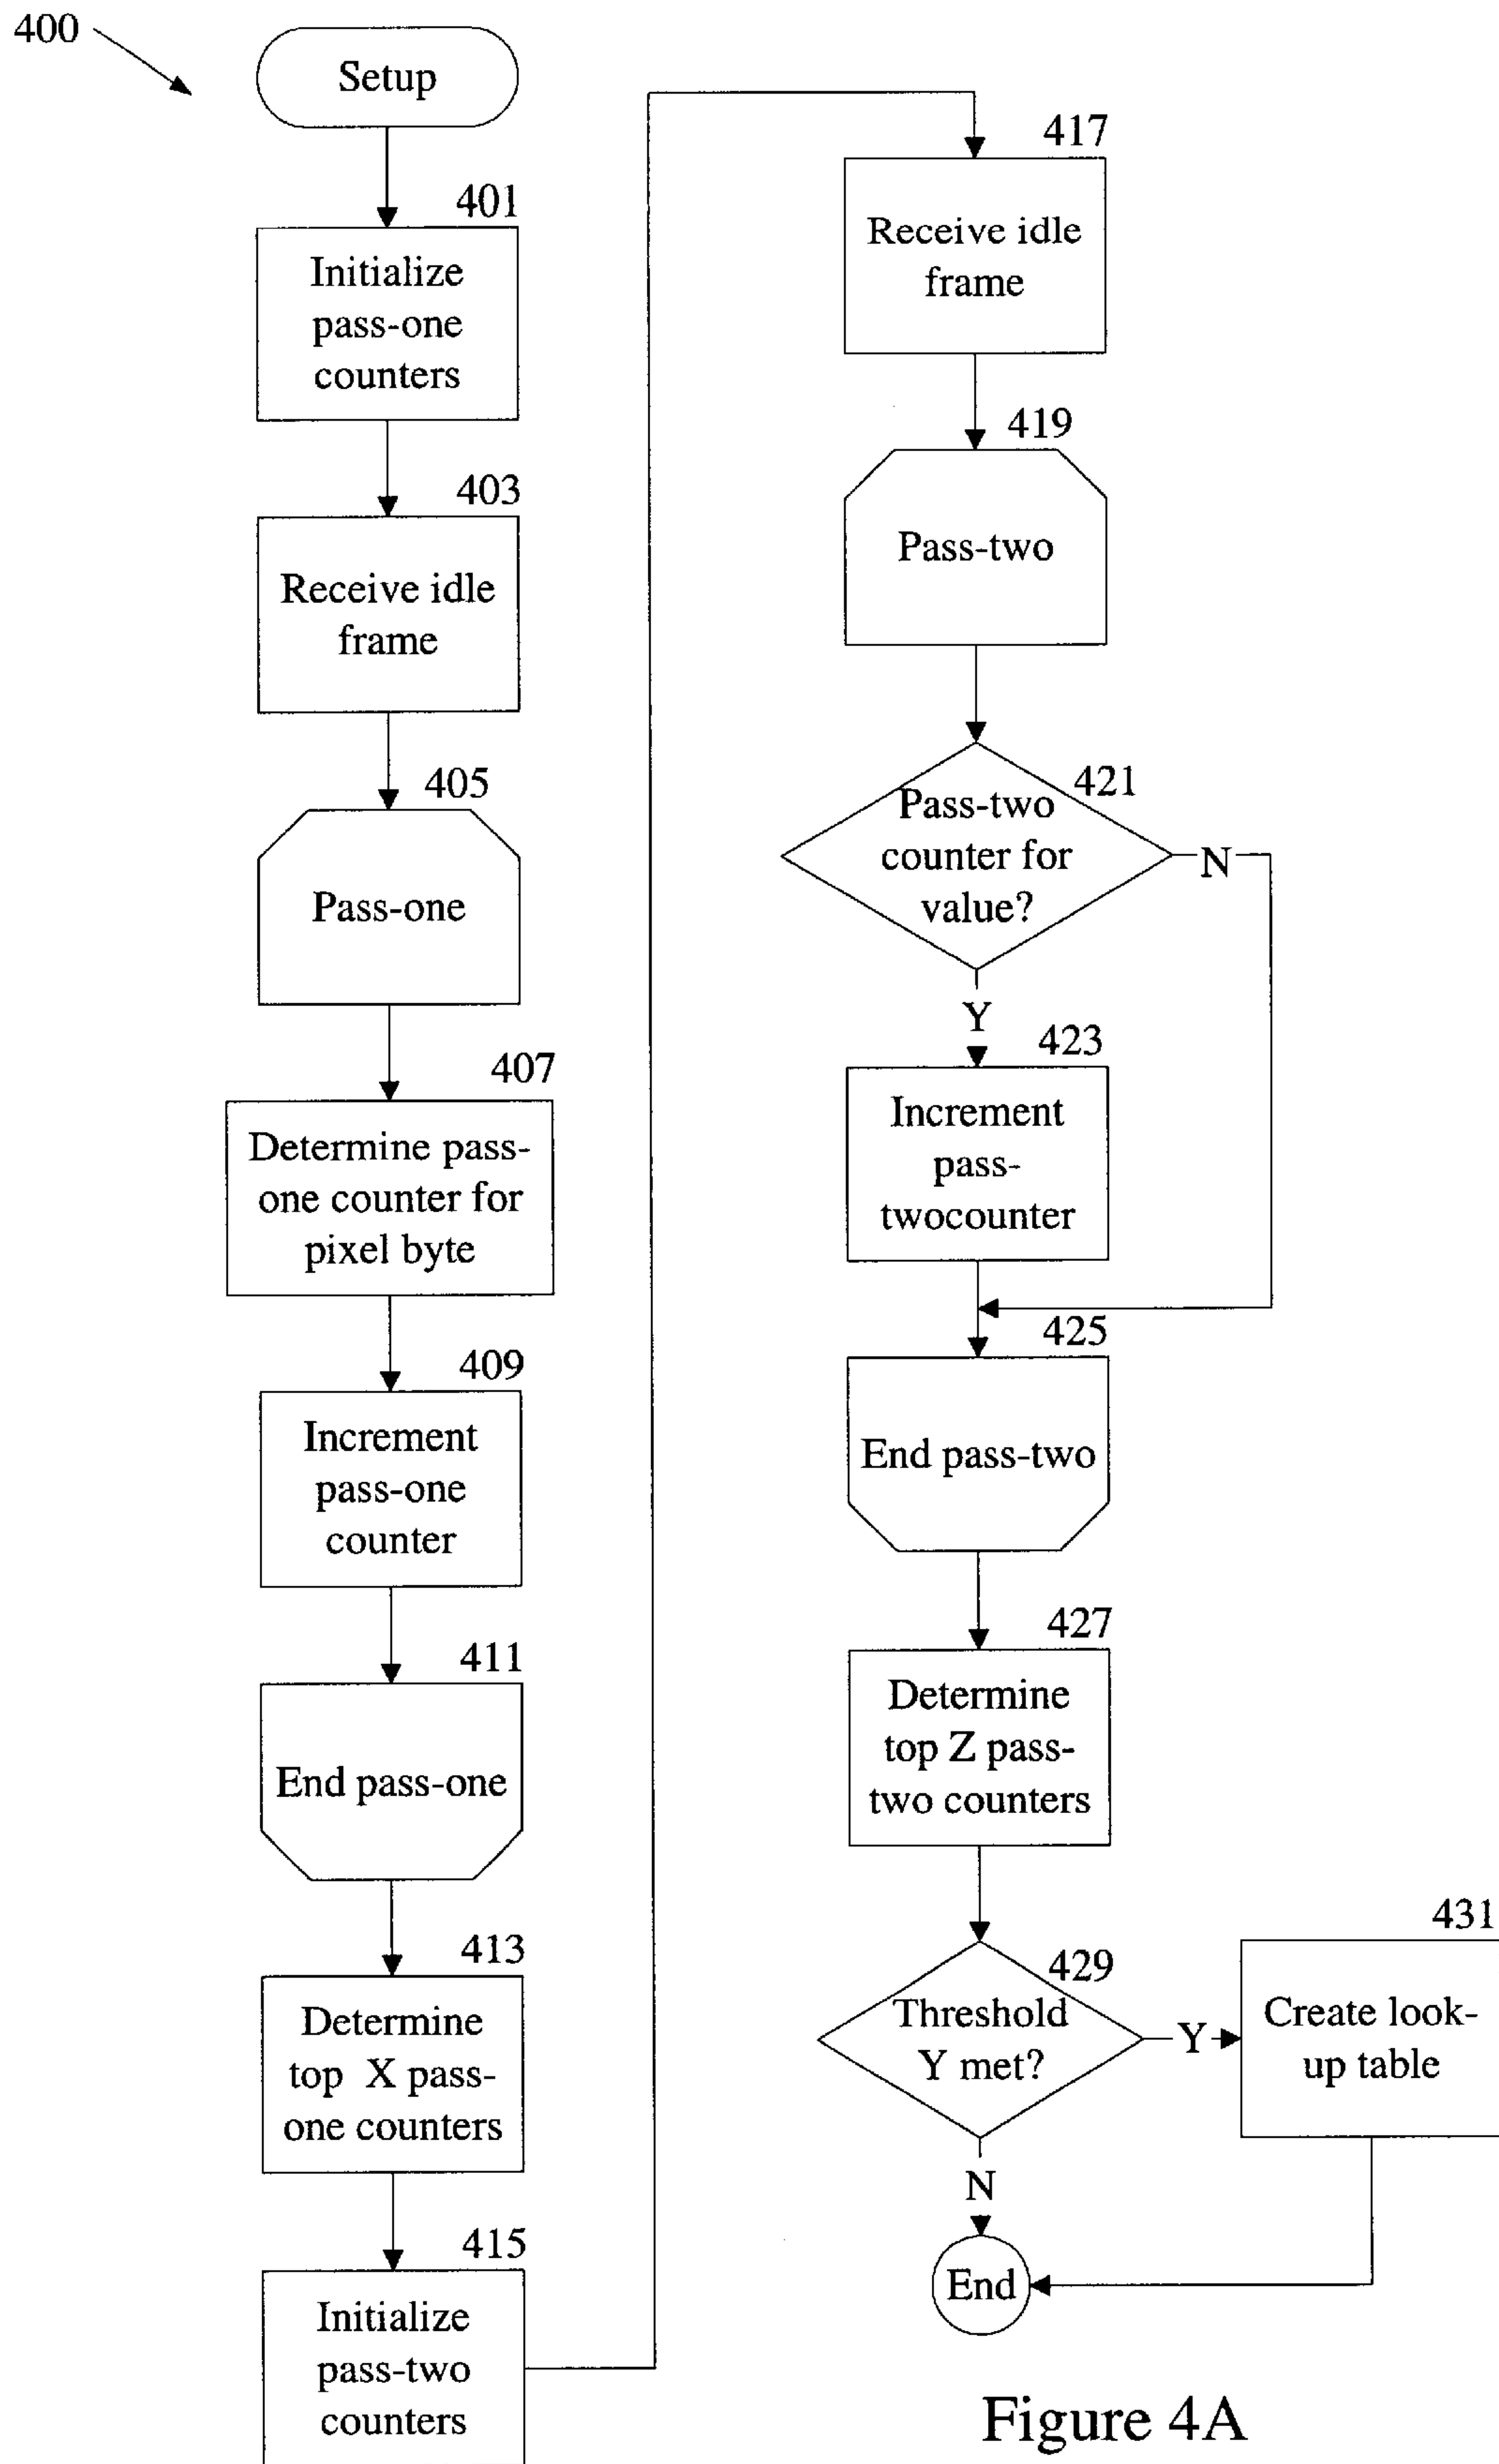 400
Setup
401
Initialize
pass-one
counters
403
Receive idle
frame
405
Pass-one
407
Determine pass-
one counter for
pixel byte
409
Increment
pass-one
counter
411
End pass-one
413
Determine
top X pass-
one counters
415
Initialize
pass-two
counters
417
Receive idle
frame
419
Pass-two
421
Pass-two
counter for
value?
N
Y
423
Increment
pass-
twocounter
425
End pass-two
427
Determine
top Z pass-
two counters
429
Threshold
Y met?
Y
431
Create look-
up table
N
End
Figure 4A